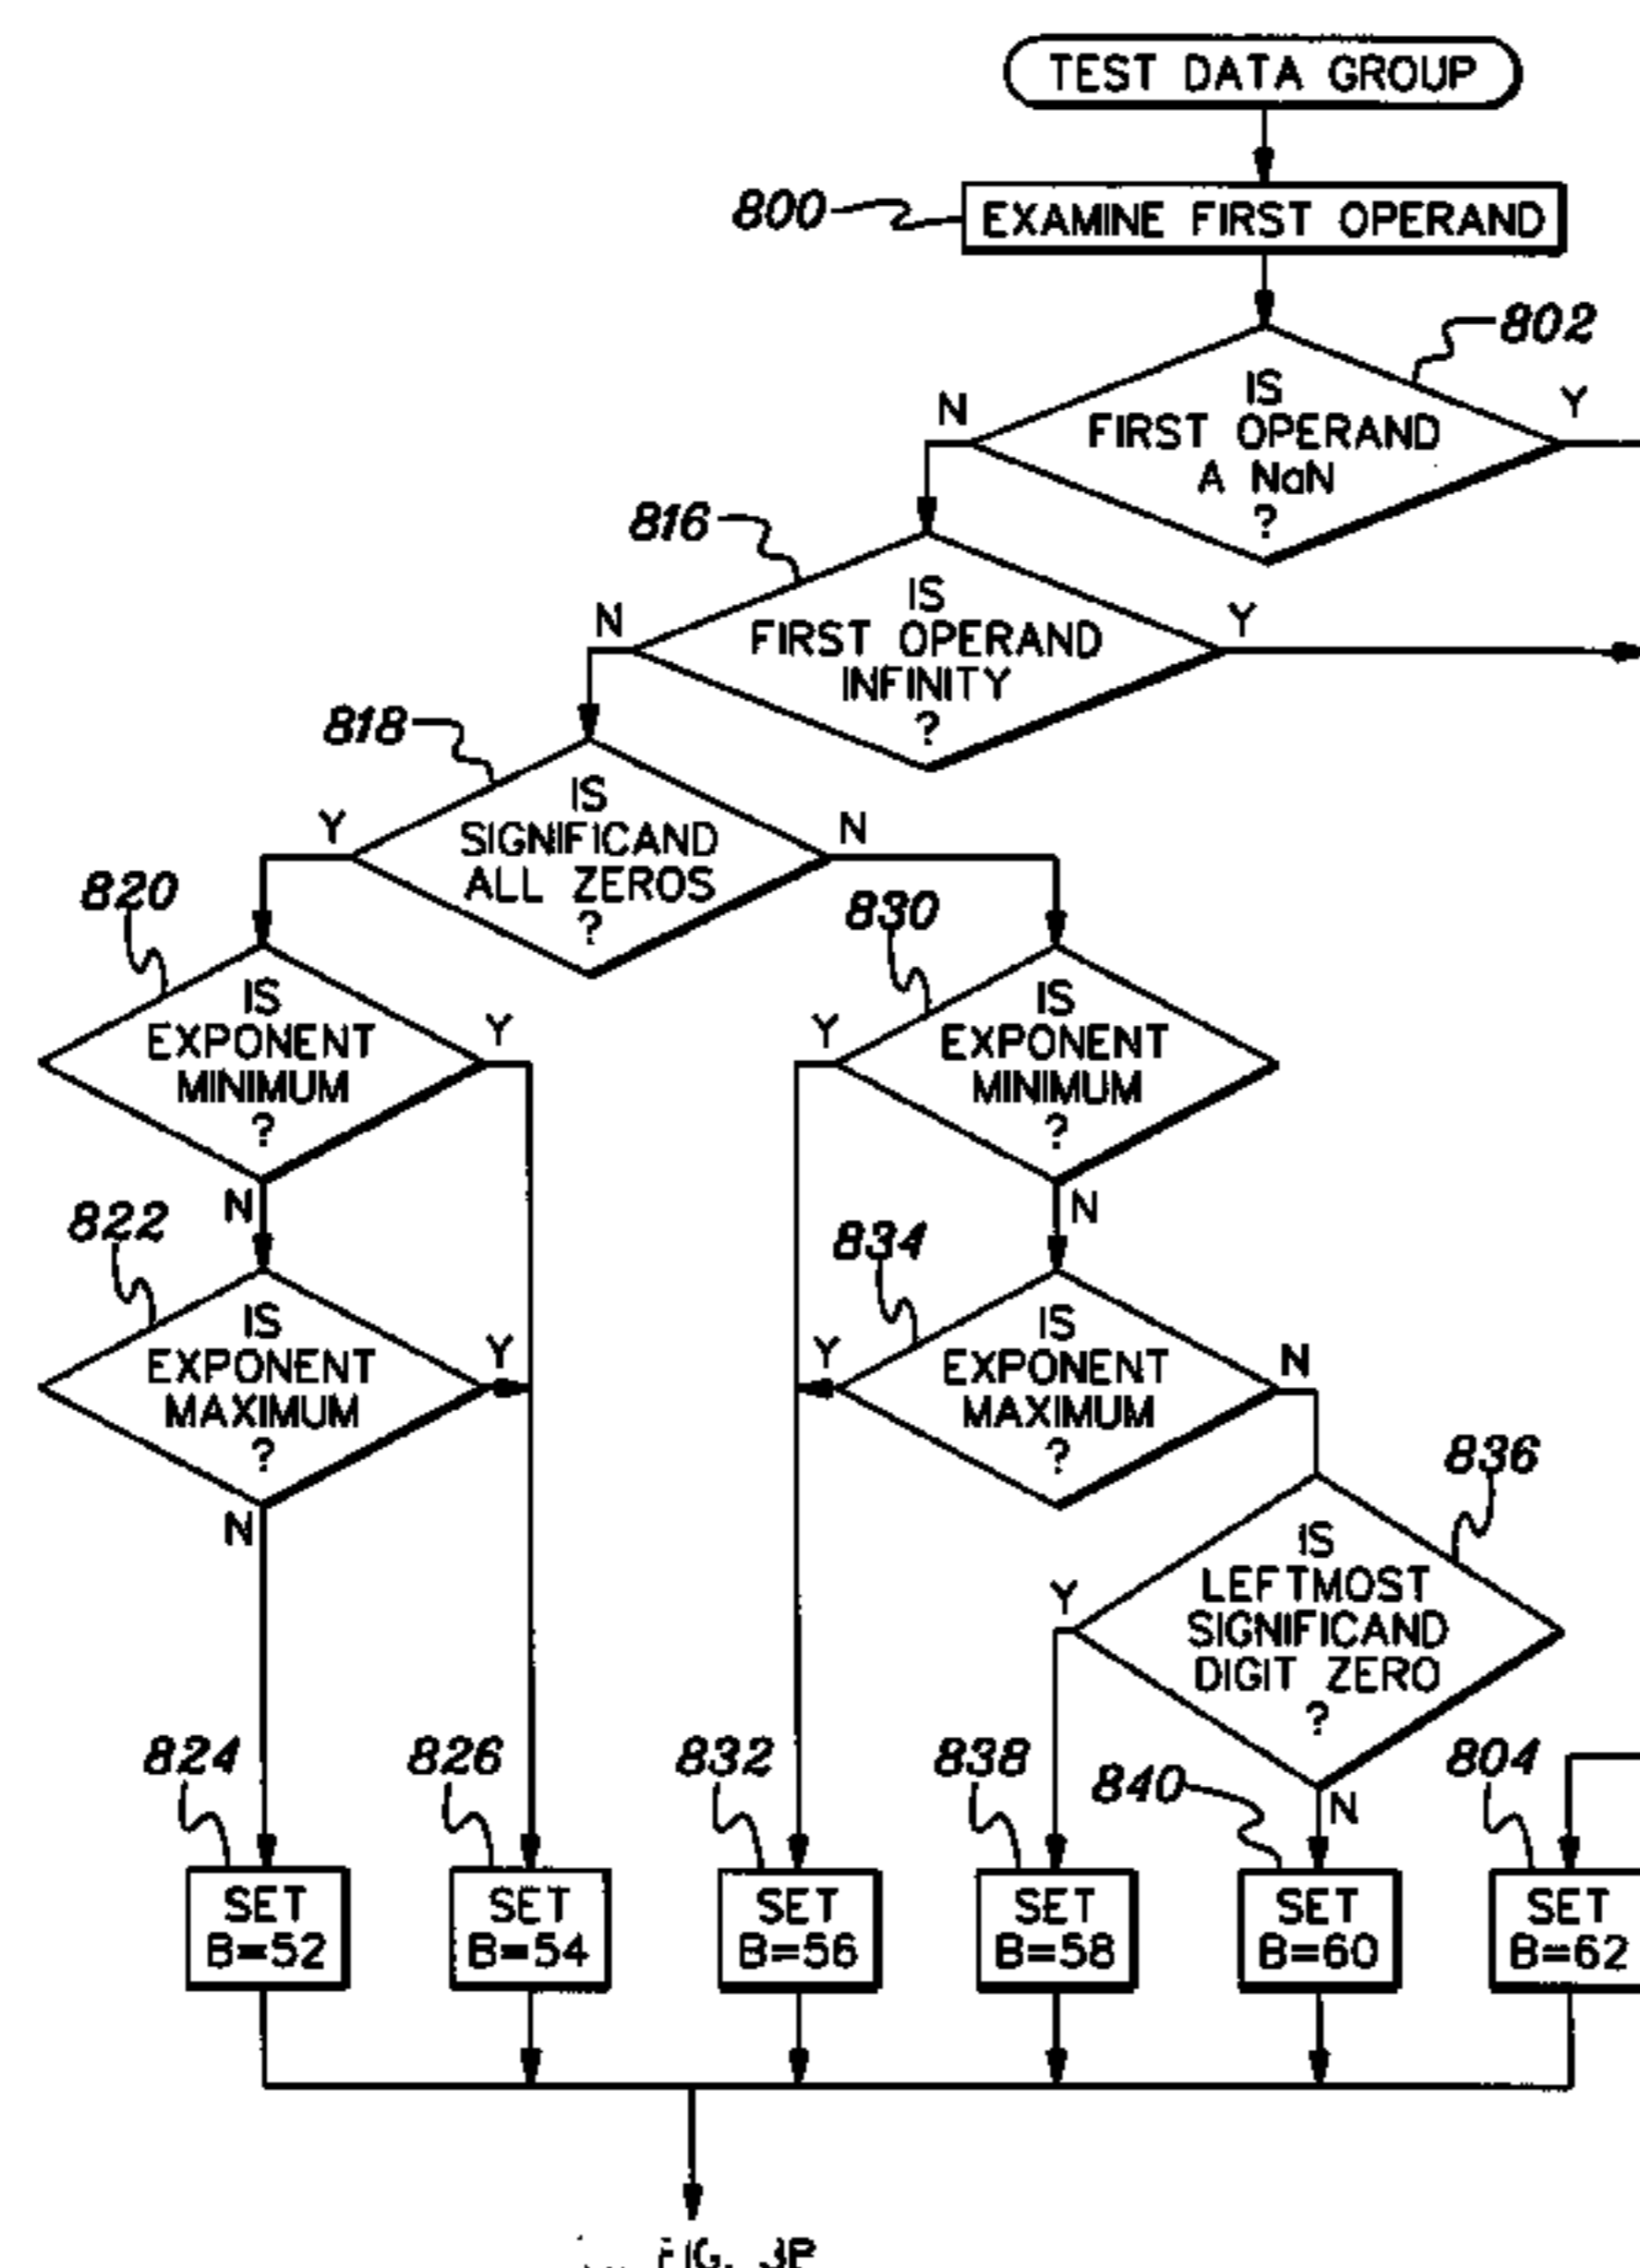 TEST DATA GROUP
800
EXAMINE FIRST OPERAND
802
IS
FIRST OPERAND
A NaN
?
N
Y
816
IS
FIRST OPERAND
INFINITY
?
N
Y
818
IS
SIGNIFICAND
ALL ZEROS
?
Y
N
820
IS
EXPONENT
MINIMUM
?
Y
N
830
IS
EXPONENT
MINIMUM
?
Y
N
822
IS
EXPONENT
MAXIMUM
?
Y
N
834
IS
EXPONENT
MAXIMUM
?
Y
N
836
IS
LEFTMOST
SIGNIFICAND
DIGIT ZERO
?
Y
N
824
SET
B=52
826
SET
B=54
832
SET
B=56
838
SET
B=58
840
SET
B=60
804
SET
B=62
FIG. 3P